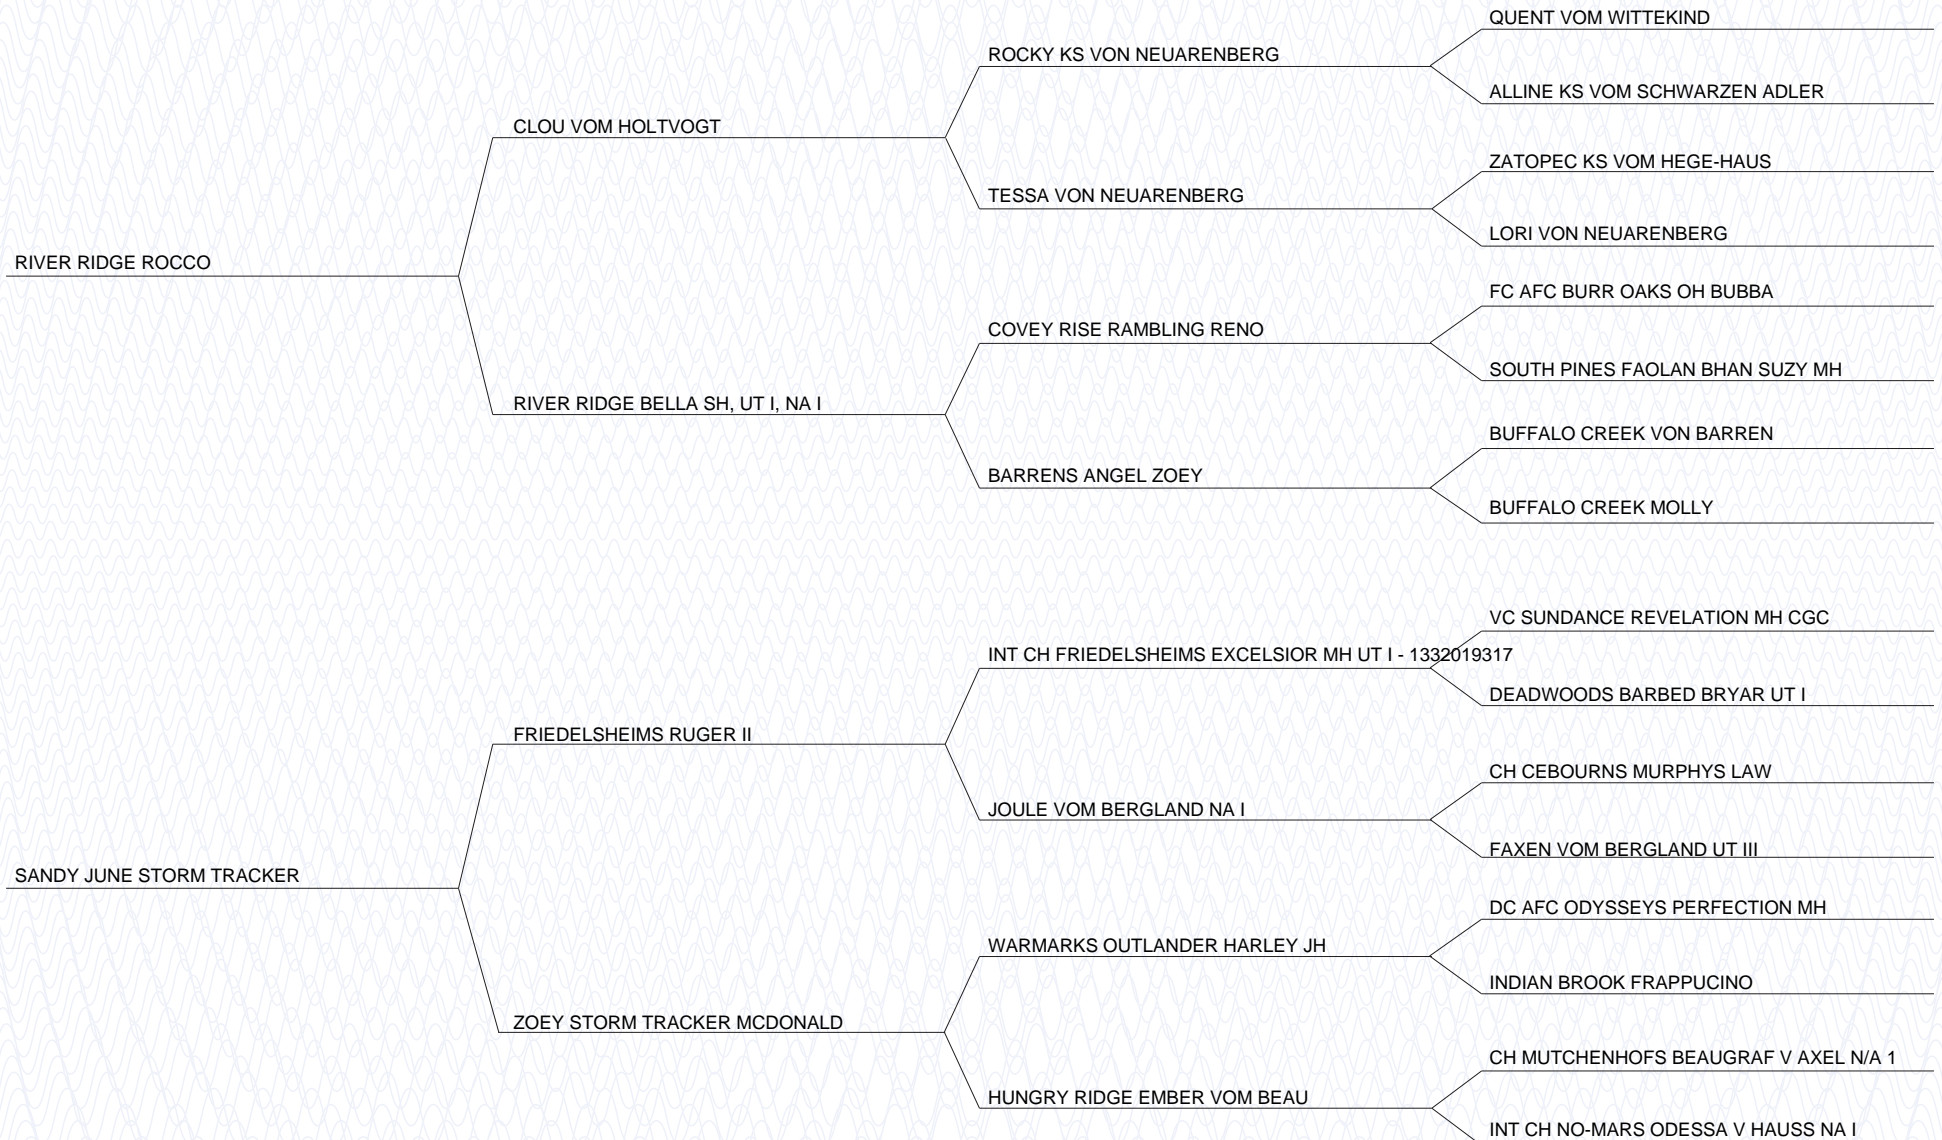 QUENT VOM WITTEKIND
ROCKY KS VON NEUARENBERG
ALLINE KS VOM SCHWARZEN ADLER
CLOU VOM HOLTVOGT
ZATOPEC KS VOM HEGE-HAUS
TESSA VON NEUARENBERG
LORI VON NEUARENBERG
RIVER RIDGE ROCCO
FC AFC BURR OAKS OH BUBBA
COVEY RISE RAMBLING RENO
SOUTH PINES FAOLAN BHAN SUZY MH
RIVER RIDGE BELLA SH, UT I, NA I
BUFFALO CREEK VON BARREN
BARRENS ANGEL ZOEY
BUFFALO CREEK MOLLY
VC SUNDANCE REVELATION MH CGC
INT CH FRIEDELSHEIMS EXCELSIOR MH UT I - 1332019317
DEADWOODS BARBED BRYAR UT I
FRIEDELSHEIMS RUGER II
CH CEBOURNS MURPHYS LAW
JOULE VOM BERGLAND NA I
FAXEN VOM BERGLAND UT III
SANDY JUNE STORM TRACKER
DC AFC ODYSSEYS PERFECTION MH
WARMARKS OUTLANDER HARLEY JH
INDIAN BROOK FRAPPUCINO
ZOEY STORM TRACKER MCDONALD
CH MUTCHENHOFS BEAUGRAF V AXEL N/A 1
HUNGRY RIDGE EMBER VOM BEAU
INT CH NO-MARS ODESSA V HAUSS NA I